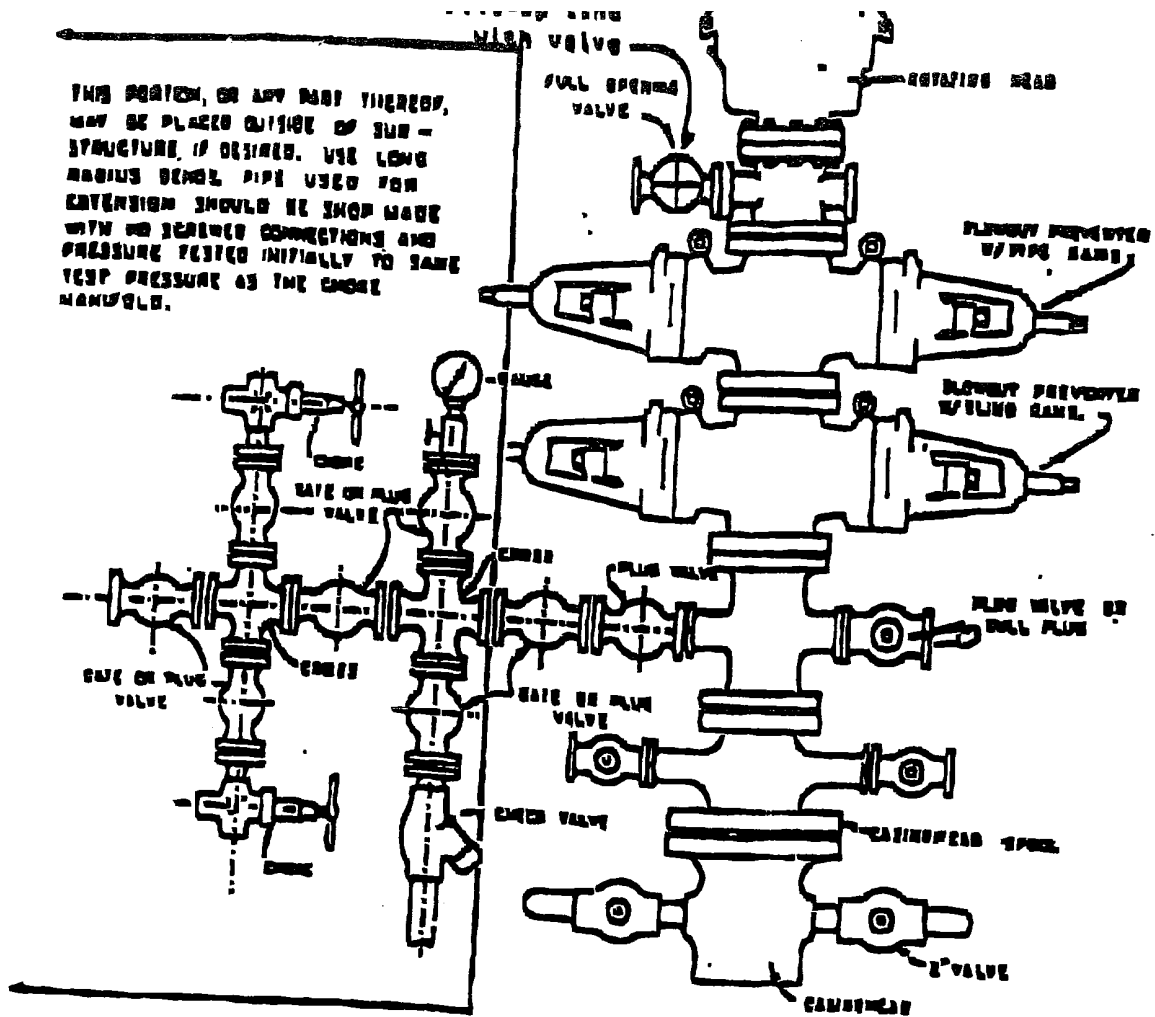 with valve
FULL OPENING
VALVE
ROTATING HEAD
THIS PORTION, OR ANY PART THEREOF,
MAY BE PLACED OUTSIDE OF SUB-
STRUCTURE, IF DESIRED. USE LONG
RADIUS BENDS. PIPE USED FOR
EXTENSION SHOULD BE SHOP MADE
WITH NO SCREWED CONNECTIONS AND
PRESSURE TESTED INITIALLY TO SAME
TEST PRESSURE AS THE CHOKE
MANIFOLD.
BLOWOUT PREVENTER
W/PIPE RAMS.
GAUGE
BLOWOUT PREVENTER
W/BLIND RAMS.
CHOKE
GATE OR PLUG
VALVE
CROSS
PLUG VALVE
PLUG VALVE OR
BULL PLUG
CROSS
GATE OR PLUG
VALVE
GATE OR PLUG
VALVE
CHECK VALVE
CASINGHEAD SPOOL
CHOKE
2" VALVE
CASINGHEAD